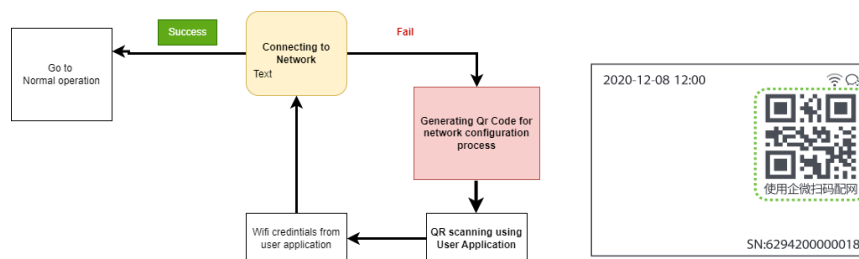 Success
Fail
Go to
Normal operation
Connecting to
Network
Text
Generating Qr Code for
network configuration
process
Wifi credintials from
user application
QR scanning using
User Application
2020-12-08 12:00
使用企微扫码配网
SN:6294200000018